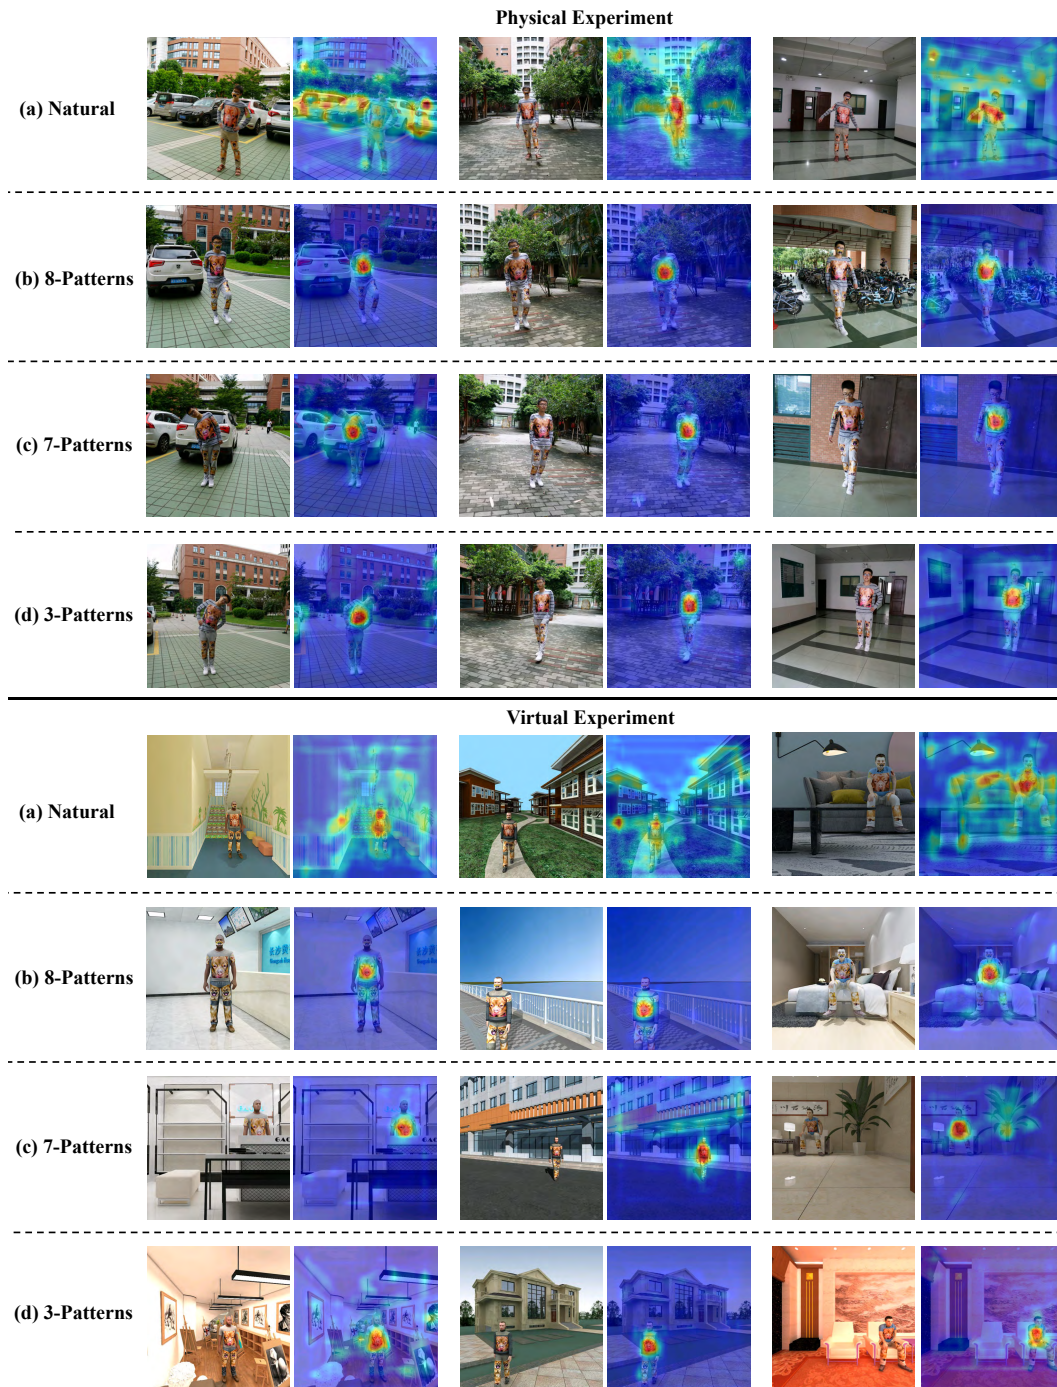 Physical Experiment
(a) Natural
(b) 8-Patterns
(c) 7-Patterns
(d) 3-Patterns
Virtual Experiment
(a) Natural
(b) 8-Patterns
(c) 7-Patterns
(d) 3-Patterns